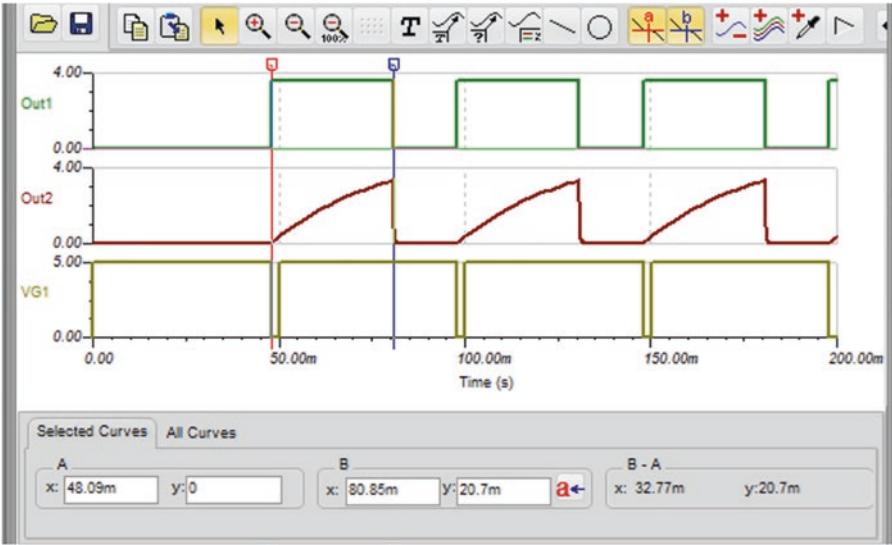 100%
T
a b
4.00
Out1
0.00
4.00
Out2
0.00
5.00
VG1
0.00
0.00 50.00m 100.00m 150.00m 200.00m
Time (s)
Selected Curves All Curves
A B B - A
x: 48.09m y: 0 x: 80.85m y: 20.7m a x: 32.77m y:20.7m